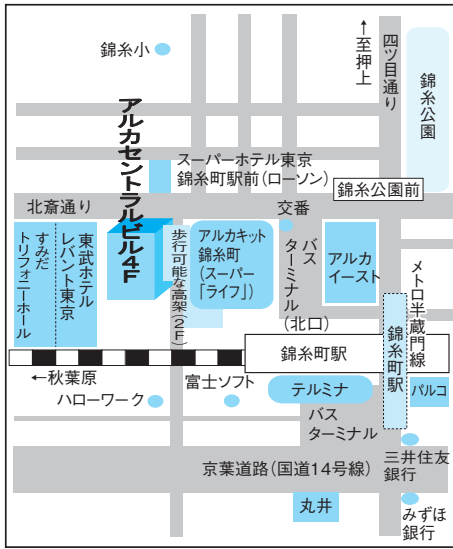 錦糸小
↑至押上
四ツ目通り
錦糸公園
アルカセントラルビル4F
スーパーホテル東京
錦糸町駅前(ローソン)
錦糸公園前
北斎通り
交番
すみだ
トリフォニーホール
東武ホテル
レバント東京
歩行可能な高架(2F)
アルカキット
錦糸町
(スーパー
「ライフ」)
バス
ターミナル
(北口)
アルカ
イースト
メトロ半蔵門線
錦糸町駅
錦糸町駅
←秋葉原
ハローワーク
富士ソフト
テルミナ
パルコ
バス
ターミナル
三井住友
銀行
京葉道路(国道14号線)
丸井
みずほ
銀行